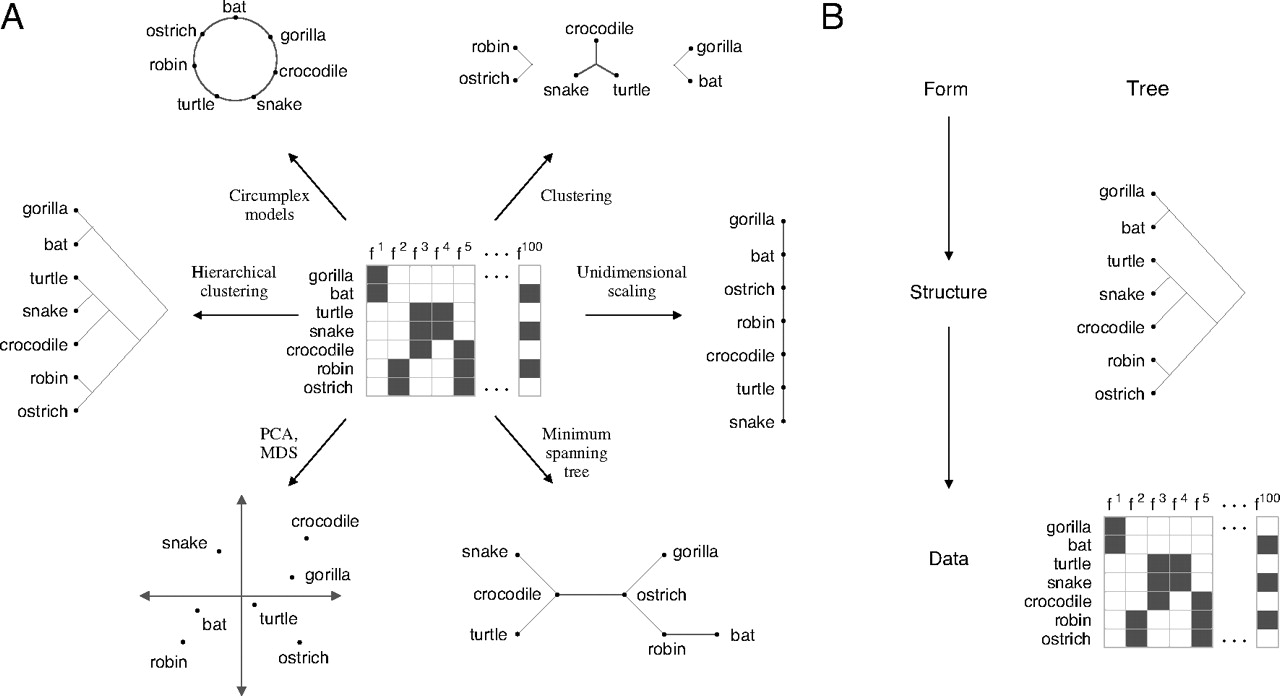 A
bat
ostrich
gorilla
robin
crocodile
turtle
snake
crocodile
robin
ostrich
snake
turtle
gorilla
bat
Circumplex
models
Clustering
gorilla
bat
turtle
snake
crocodile
robin
ostrich
Hierarchical
clustering
f1 f2 f3 f4 f5 ... f100
gorilla ...
bat
turtle
snake
crocodile
robin
ostrich ...
Unidimensional
scaling
gorilla
bat
ostrich
robin
crocodile
turtle
snake
PCA,
MDS
Minimum
spanning
tree
crocodile
snake
gorilla
bat
turtle
robin
ostrich
snake
gorilla
crocodile
ostrich
turtle
robin
bat
B
Form
Tree
Structure
gorilla
bat
turtle
snake
crocodile
robin
ostrich
Data
f1 f2 f3 f4 f5 ... f100
gorilla ...
bat
turtle
snake
crocodile
robin
ostrich ...